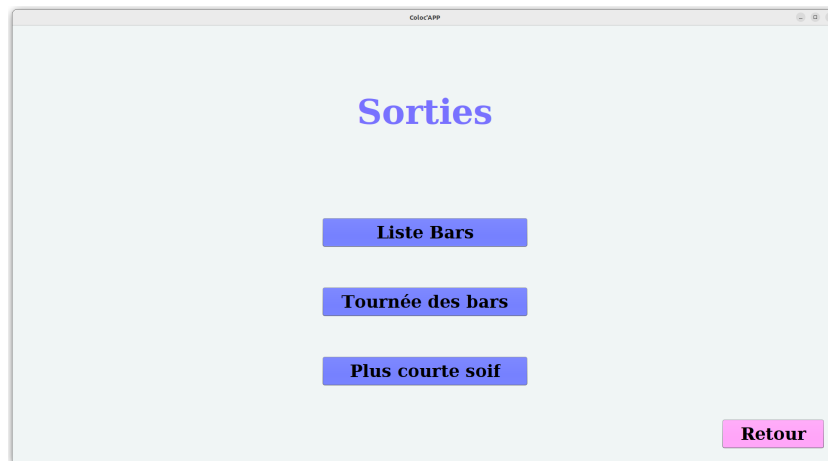 Coloc'APP
Sorties
Liste Bars
Tournée des bars
Plus courte soif
Retour